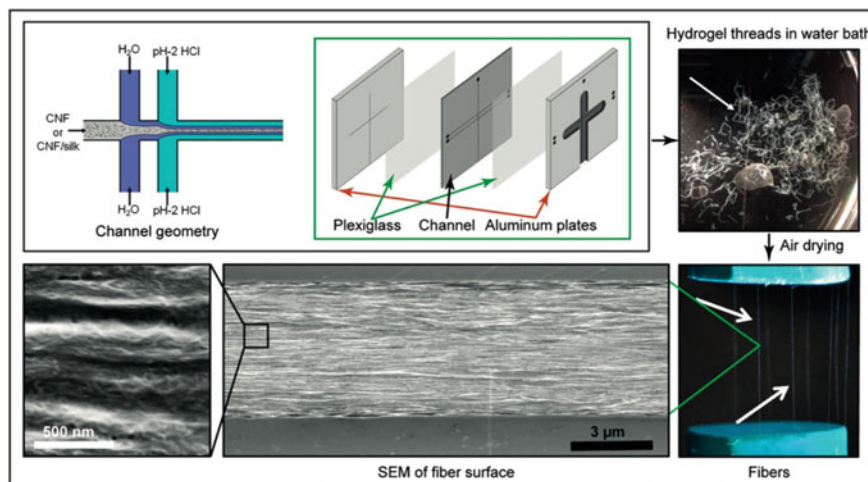 H₂O
pH-2 HCl
CNF
or
CNF/silk
H₂O
pH-2 HCl
Channel geometry
Plexiglass
Channel
Aluminum plates
Hydrogel threads in water bath
Air drying
500 nm
3 μm
SEM of fiber surface
Fibers